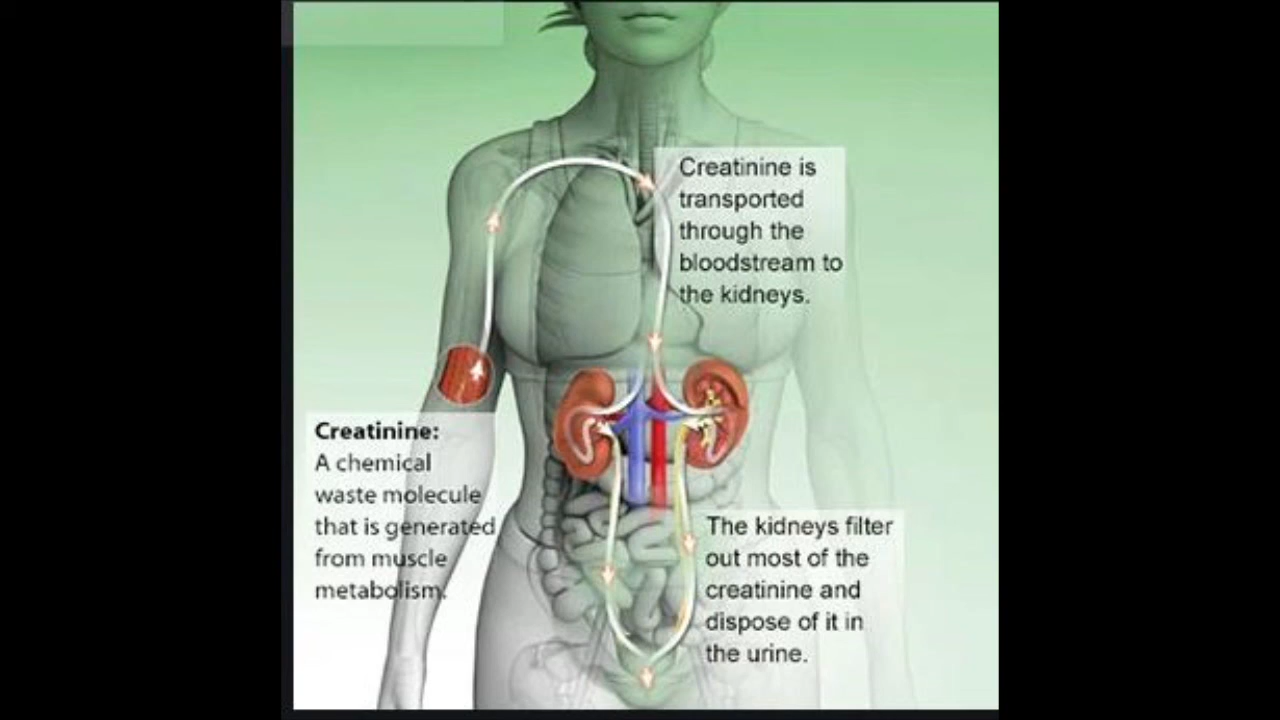 Creatinine is
transported
through the
bloodstream to
the kidneys.
Creatinine:
A chemical
waste molecule
that is generated
from muscle
metabolism.
The kidneys filter
out most of the
creatinine and
dispose of it in
the urine.